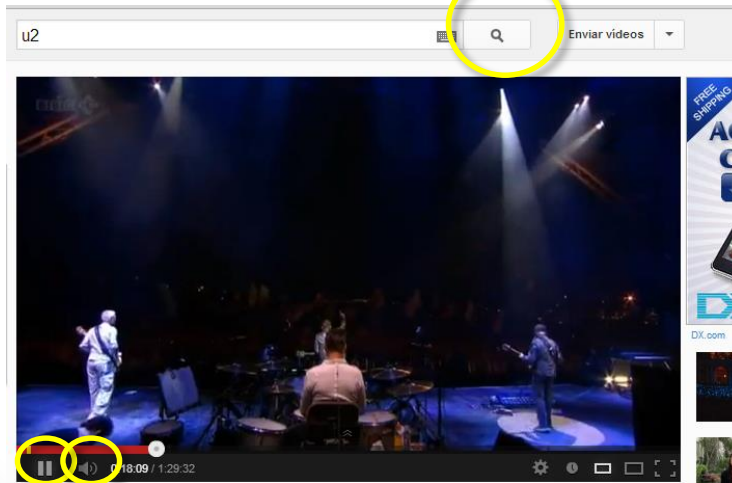 u2
Enviar vídeos
FREE
SHIPPING
0:18:09 / 1:29:32
DX.com